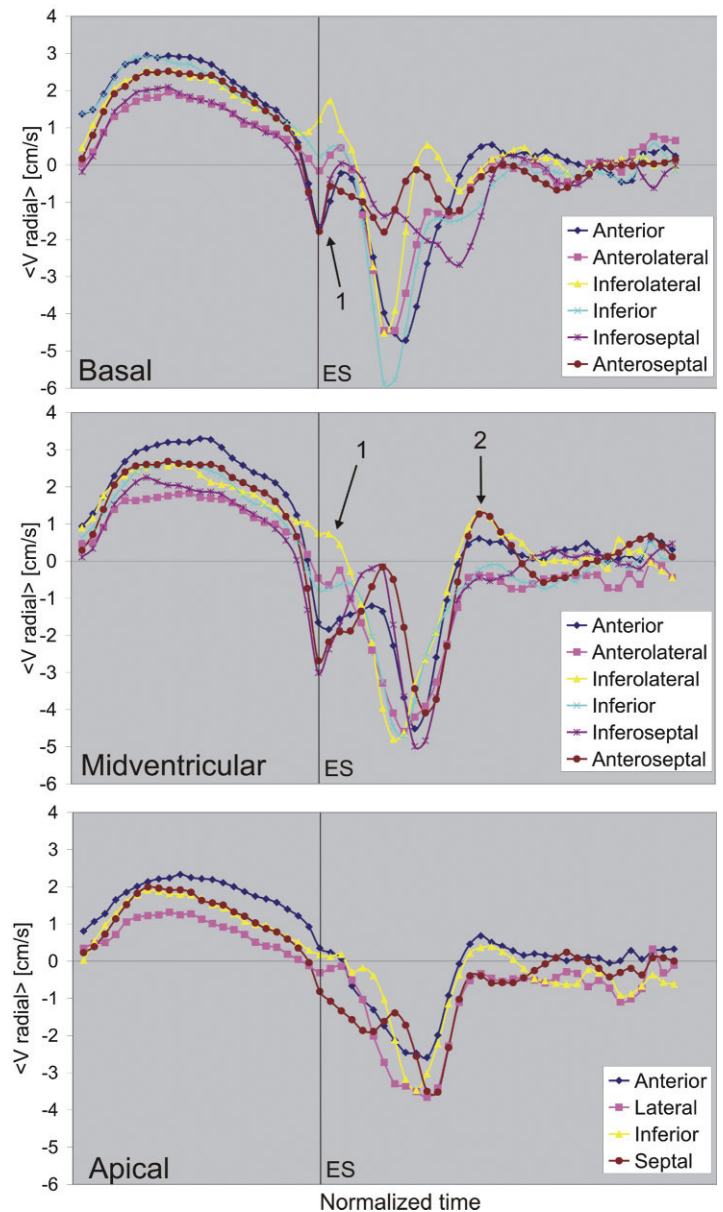 <V radial> [cm/s]
4
3
2
1
0
-1
-2
-3
-4
-5
-6
1
ES
Basal
Anterior
Anterolateral
Inferolateral
Inferior
Inferoseptal
Anteroseptal
<V radial> [cm/s]
4
3
2
1
0
-1
-2
-3
-4
-5
-6
1
2
ES
Midventricular
Anterior
Anterolateral
Inferolateral
Inferior
Inferoseptal
Anteroseptal
<V radial> [cm/s]
4
3
2
1
0
-1
-2
-3
-4
-5
-6
ES
Apical
Anterior
Lateral
Inferior
Septal
Normalized time